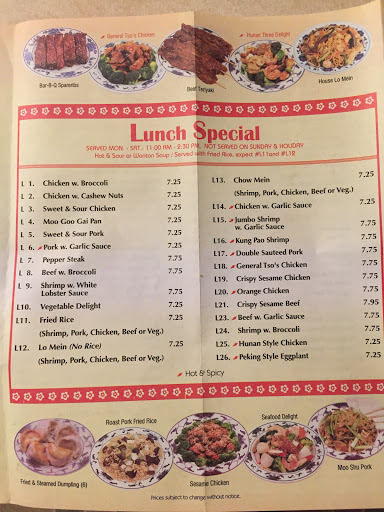 General Tso's Chicken
Hunan Three Delight
Bar-B-Q Spareribs
Beef Teriyaki
House Lo Mein
Lunch Special
SERVED MON. - SAT., 11:00 AM - 2:30 PM, NOT SERVED ON SUNDAY & HOLIDAY
Hot & Sour or Wonton Soup / Served with Fried Rice, expect #L11and #L12
L 1. Chicken w. Broccoli 7.25
L 2. Chicken w. Cashew Nuts 7.25
L 3. Sweet & Sour Chicken 7.25
L 4. Moo Goo Gai Pan 7.25
L 5. Sweet & Sour Pork 7.25
L 6. Pork w. Garlic Sauce 7.25
L 7. Pepper Steak 7.25
L 8. Beef w. Broccoli 7.75
L 9. Shrimp w. White
Lobster Sauce 7.25
L10. Vegetable Delight 7.25
L11. Fried Rice 7.25
(Shrimp, Pork, Chicken, Beef or Veg.)
L12. Lo Mein (No Rice) 7.25
(Shrimp, Pork, Chicken, Beef or Veg.)
L13. Chow Mein 7.25
(Shrimp, Pork, Chicken, Beef or Veg)
L14. Chicken w. Garlic Sauce 7.25
L15. Jumbo Shrimp
w. Garlic Sauce 7.75
L16. Kung Pao Shrimp 7.75
L17. Double Sauteed Pork 7.75
L18. General Tso's Chicken 7.75
L19. Crispy Sesame Chicken 7.75
L20. Orange Chicken 7.75
L21. Crispy Sesame Beef 7.95
L23. Beef w. Garlic Sauce 7.75
L24. Shrimp w. Broccoli 7.75
L25. Hunan Style Chicken 7.75
L26. Peking Style Eggplant 7.25
Hot & Spicy
Fried & Steamed Dumpling (6)
Roast Pork Fried Rice
Sesame Chicken
Seafood Delight
Moo Shu Pork
Prices subject to change without notice.